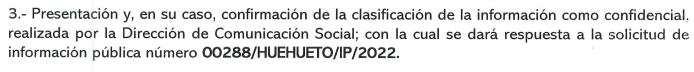 3.- Presentación y, en su caso, confirmación de la clasificación de la información como confidencial,
realizada por la Dirección de Comunicación Social; con la cual se dará respuesta a la solicitud de
información pública número 00288/HUEHUETO/IP/2022.